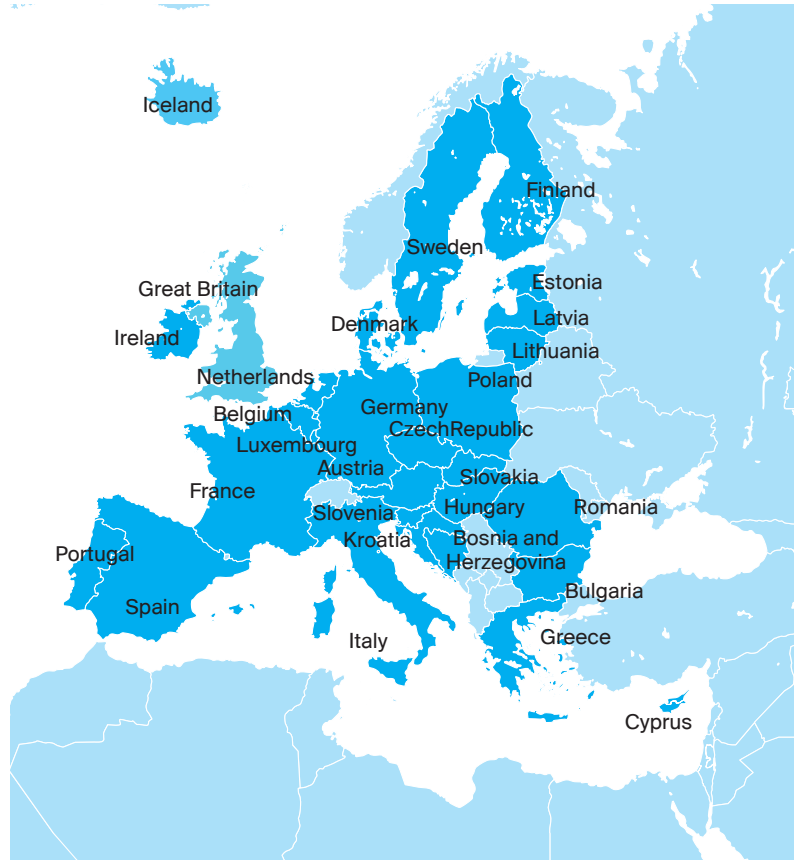 Iceland
Finland
Sweden
Estonia
Great Britain
Latvia
Denmark
Ireland
Lithuania
Netherlands
Poland
Germany
Belgium
CzechRepublic
Luxembourg
Austria
Slovakia
France
Hungary
Romania
Slovenia
Kroatia
Bosnia and
Herzegovina
Portugal
Bulgaria
Spain
Italy
Greece
Cyprus